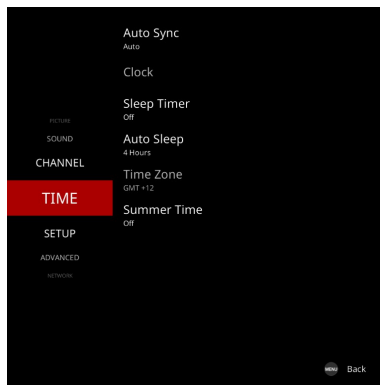 PICTURE
SOUND
CHANNEL
TIME
SETUP
ADVANCED
NETWORK
Auto Sync
Auto
Clock
Sleep Timer
Off
Auto Sleep
4 Hours
Time Zone
GMT +12
Summer Time
Off
MENU Back